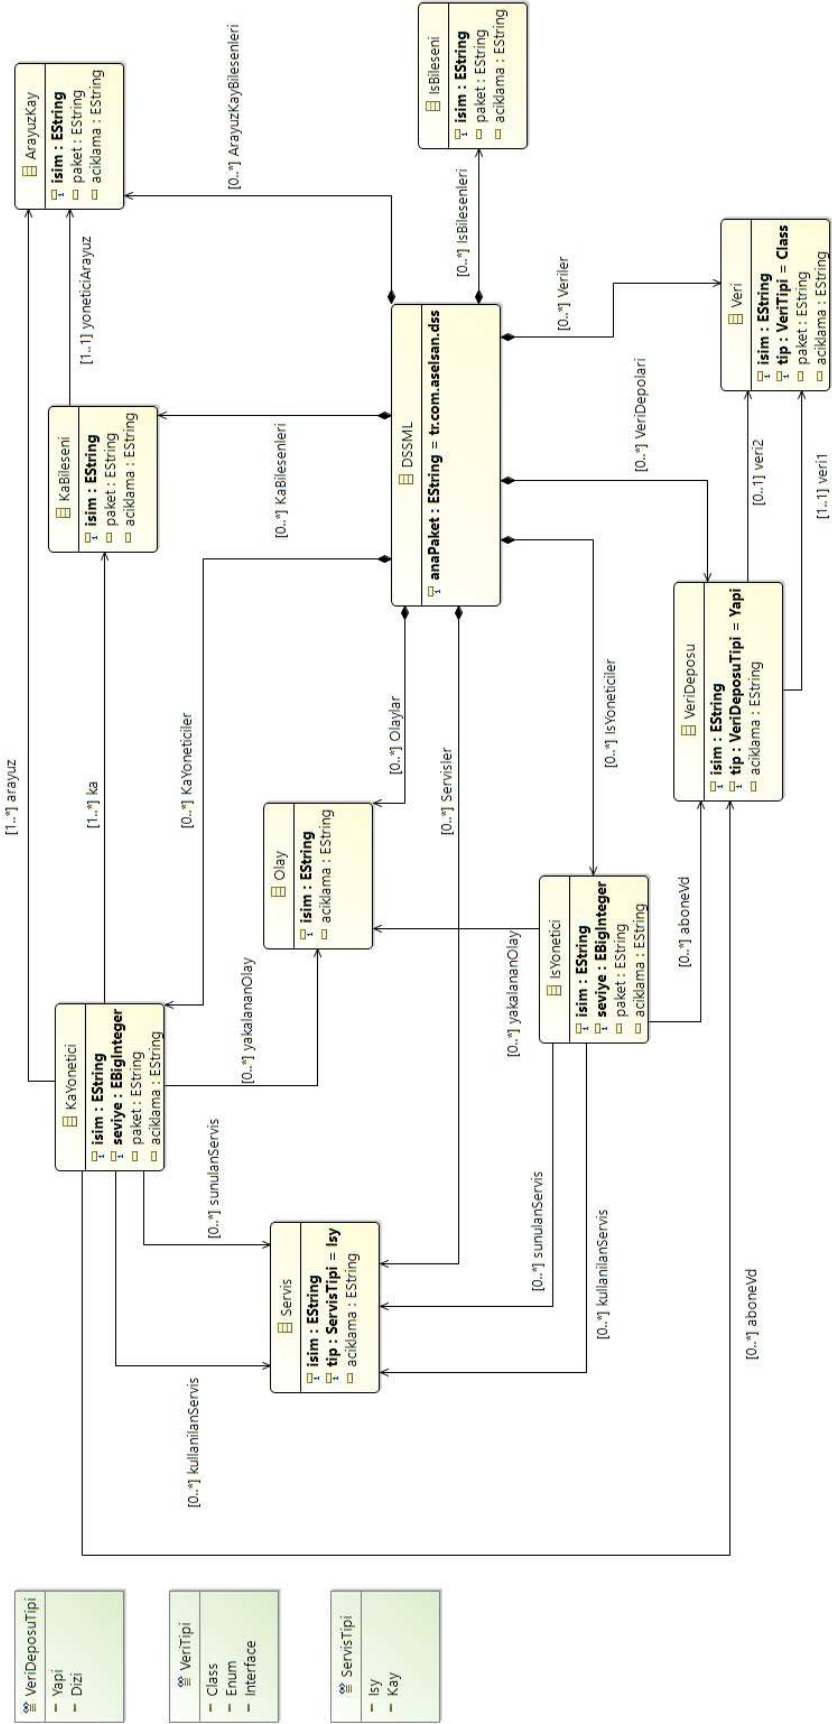 VeriDeposuTipi
Yapi
Dizi
VeriTipi
Class
Enum
Interface
ServisTipi
Isy
Kay
[1..*] arayuz
KaYonetici
isim : EString
seviye : EBigInteger
paket : EString
aciklama : EString
[1..*] ka
KaBileseni
isim : EString
paket : EString
aciklama : EString
[1..1] yoneticiArayuz
ArayuzKay
isim : EString
paket : EString
aciklama : EString
[0..*] kullanilanServis
[0..*] sunulanServis
[0..*] yakalananOlay
[0..*] KaYoneticiler
[0..*] KaBilesenleri
[0..*] ArayuzKayBilesenleri
Servis
isim : EString
tip : ServisTipi = Isy
aciklama : EString
Olay
isim : EString
aciklama : EString
[0..*] Olaylar
[0..*] Servisler
DSSML
anaPaket : EString = tr.com.aselsan.dss
[0..*] IsBilesenleri
IsBileseni
isim : EString
paket : EString
aciklama : EString
[0..*] yakalananOlay
[0..*] sunulanServis
[0..*] kullanilanServis
IsYonetici
isim : EString
seviye : EBigInteger
paket : EString
aciklama : EString
[0..*] IsYoneticiler
[0..*] VeriDepolari
[0..*] Veriler
[0..*] aboneVd
[0..*] aboneVd
VeriDeposu
isim : EString
tip : VeriDeposuTipi = Yapi
aciklama : EString
[0..1] veri2
[1..1] veri1
Veri
isim : EString
tip : VeriTipi = Class
paket : EString
aciklama : EString